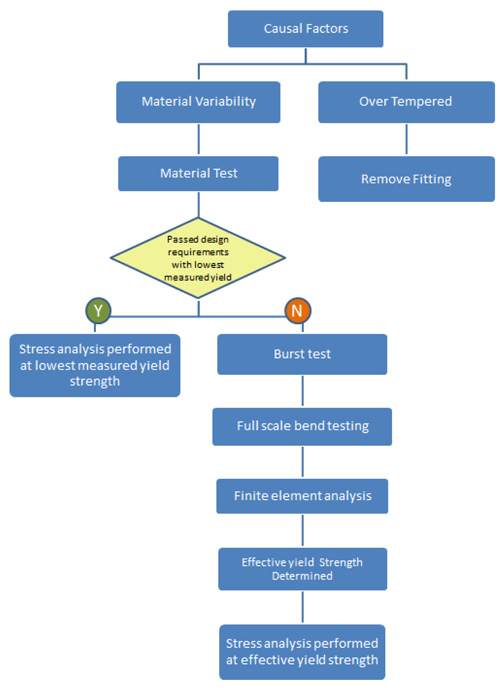 Causal Factors
Material Variability
Over Tempered
Material Test
Remove Fitting
Passed design
requirements
with lowest
measured yield
Y
N
Stress analysis performed
at lowest measured yield
strength
Burst test
Full scale bend testing
Finite element analysis
Effective yield Strength
Determined
Stress analysis performed
at effective yield strength